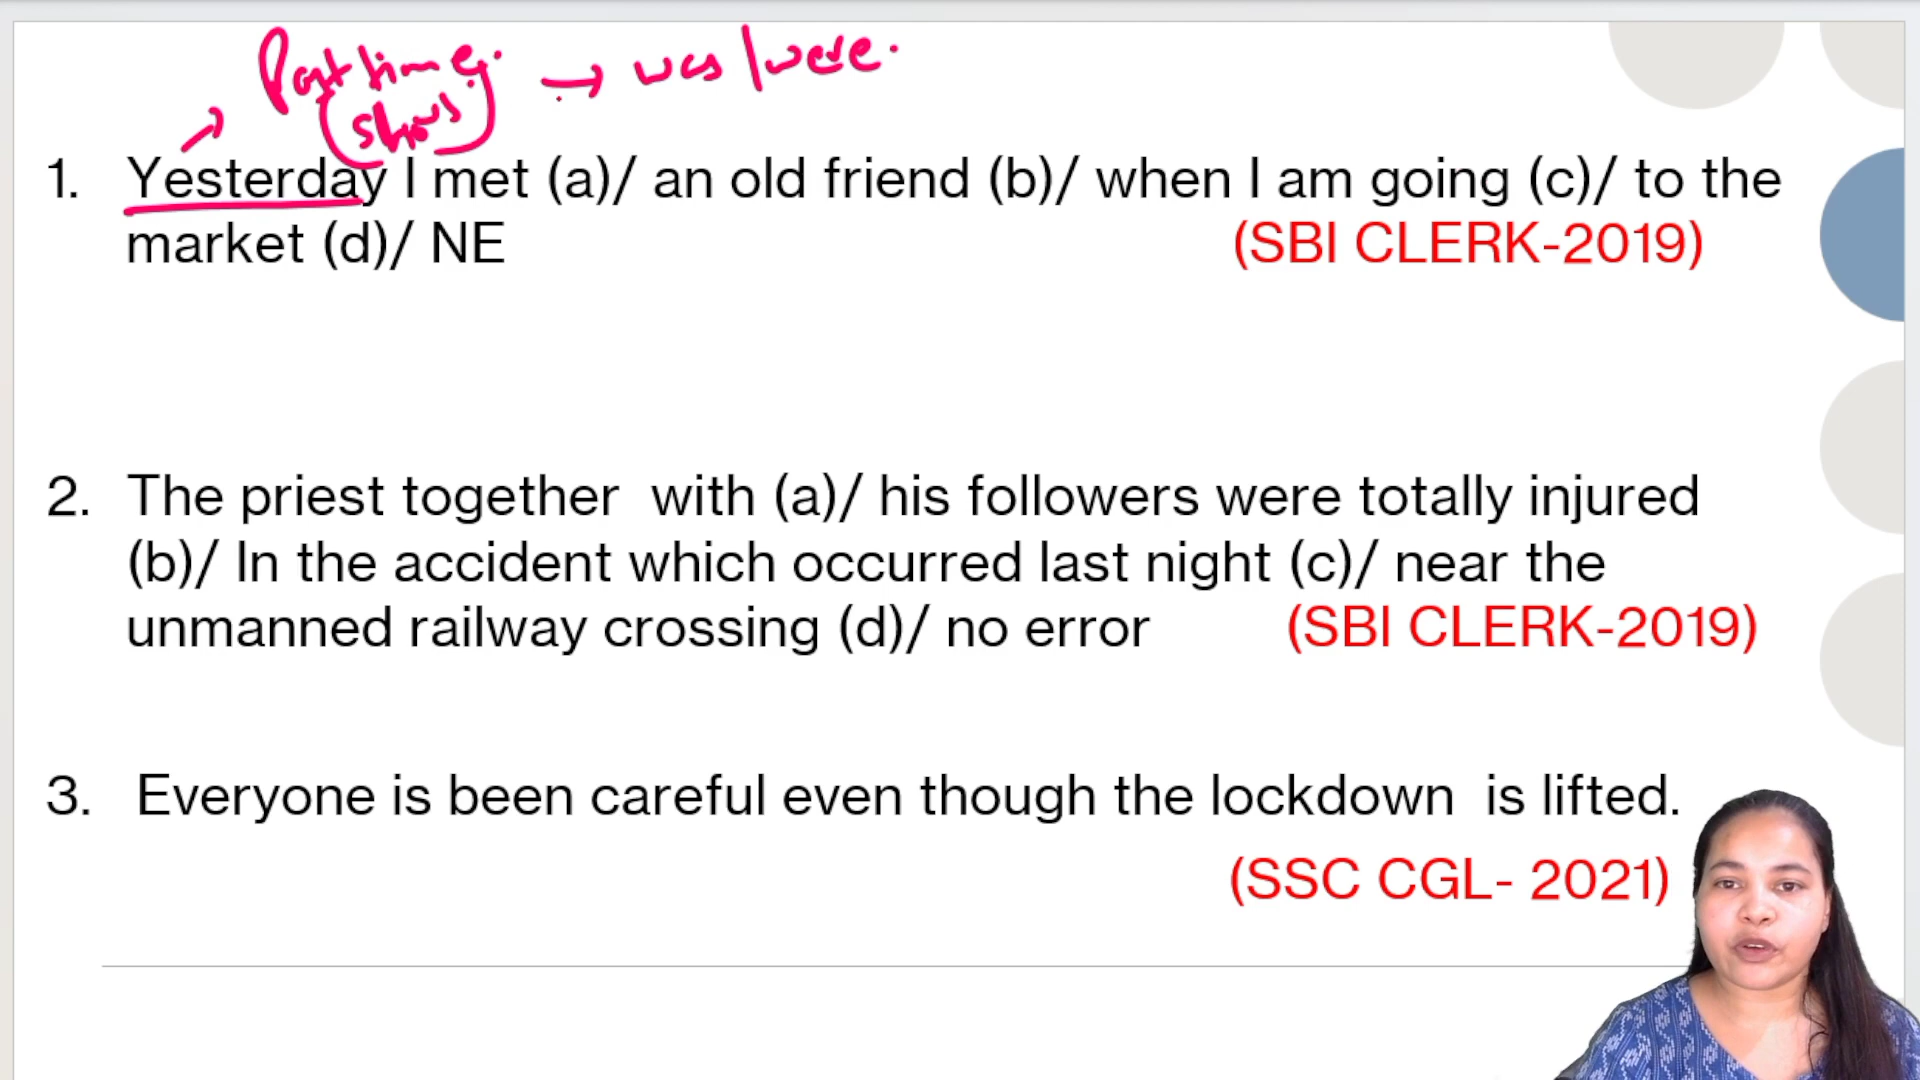 Past time. → was / were.
(shows)
1. Yesterday I met (a)/ an old friend (b)/ when I am going (c)/ to the
market (d)/ NE (SBI CLERK-2019)
2. The priest together with (a)/ his followers were totally injured
(b)/ In the accident which occurred last night (c)/ near the
unmanned railway crossing (d)/ no error (SBI CLERK-2019)
3. Everyone is been careful even though the lockdown is lifted.
(SSC CGL- 2021)